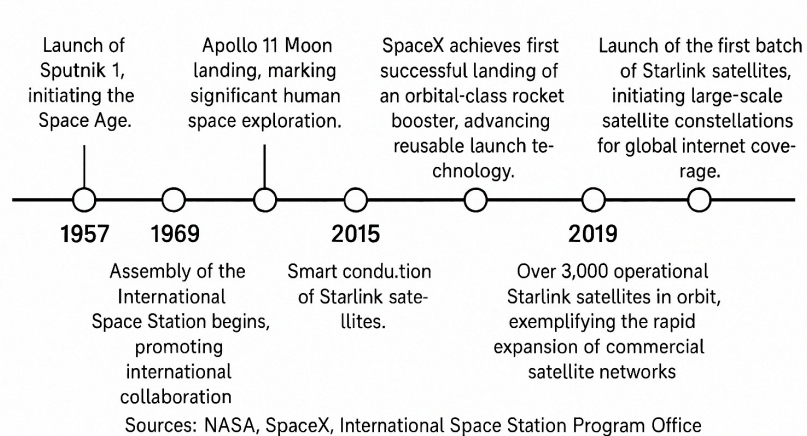 Launch of
Sputnik 1,
initiating the
Space Age.
Apollo 11 Moon
landing, marking
significant human
space exploration.
SpaceX achieves first
successful landing of
an orbital-class rocket
booster, advancing
reusable launch te-
chnology.
Launch of the first batch
of Starlink satellites,
initiating large-scale
satellite constellations
for global internet cove-
rage.
1957
1969
2015
2019
Assembly of the
International
Space Station begins,
promoting
international
collaboration
Smart condu.tion
of Starlink sate-
llites.
Over 3,000 operational
Starlink satellites in orbit,
exemplifying the rapid
expansion of commercial
satellite networks
Sources: NASA, SpaceX, International Space Station Program Office